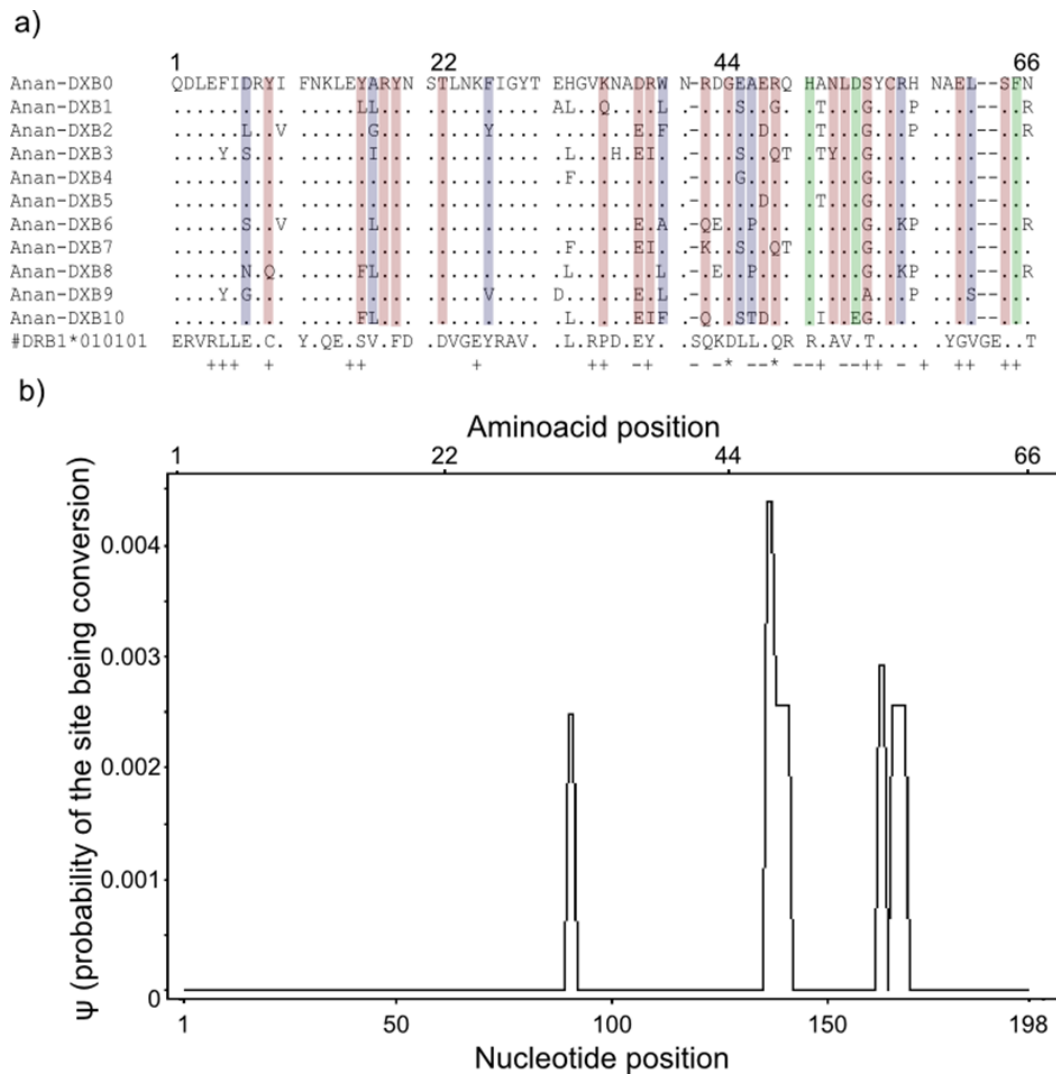 a)
1 22 44 66
Anan-DXB0 QDLEFIDRYI FNKLEYARYN STLNKFIGYT EHGVKNADRW N-RDGEAERQ HANLDSYCRH NAEL--SFN
Anan-DXB1 .......... .....LL... .......... AL..Q....L .-...S..G. .T.....P .....--..R
Anan-DXB2 ......L..V ......G... .....Y.... .......E.F .-.....D.. .T...G...P ....--..R
Anan-DXB3 ....Y.S... ......I... .......... .L...H.EI. .-...S..QT .TY..G.... ....--...
Anan-DXB4 .......... .......... .......... .F........ .-...G.... .....G.... ....--...
Anan-DXB5 .......... .......... .......... .......... .-.....D.. .T........ ....--...
Anan-DXB6 ......S..V ......L... .......... .......E.A .-QE..P... .....G..KP ....--..R
Anan-DXB7 .......... .......... .......... .F.....EI. .-K..S..QT .....G.... ....--...
Anan-DXB8 ......N.Q. .....FL... .......... .L.......L .-.E..P... .....G..KP ....--..R
Anan-DXB9 ....Y.G... .......... .....V.... D......E.L .-........ .....A...P ...S--...
Anan-DXB10 .......... .....FL... .......... .L.....EIF .-Q..STD.. .I..EG.... ....--...
#DRB1*010101 ERVRLLE.C. Y.QE.SV.FD .DVGEYRAV. .L.RPD.EY. .SQKDLL.QR R.AV.T.... .YGVGE..T
+++ + ++ + ++ -+ - -* --* --+ --++ - + ++ ++
b)
Aminoacid position
1 22 44 66
Ψ (probability of the site being conversion)
0.004
0.003
0.002
0.001
0
1 50 100 150 198
Nucleotide position